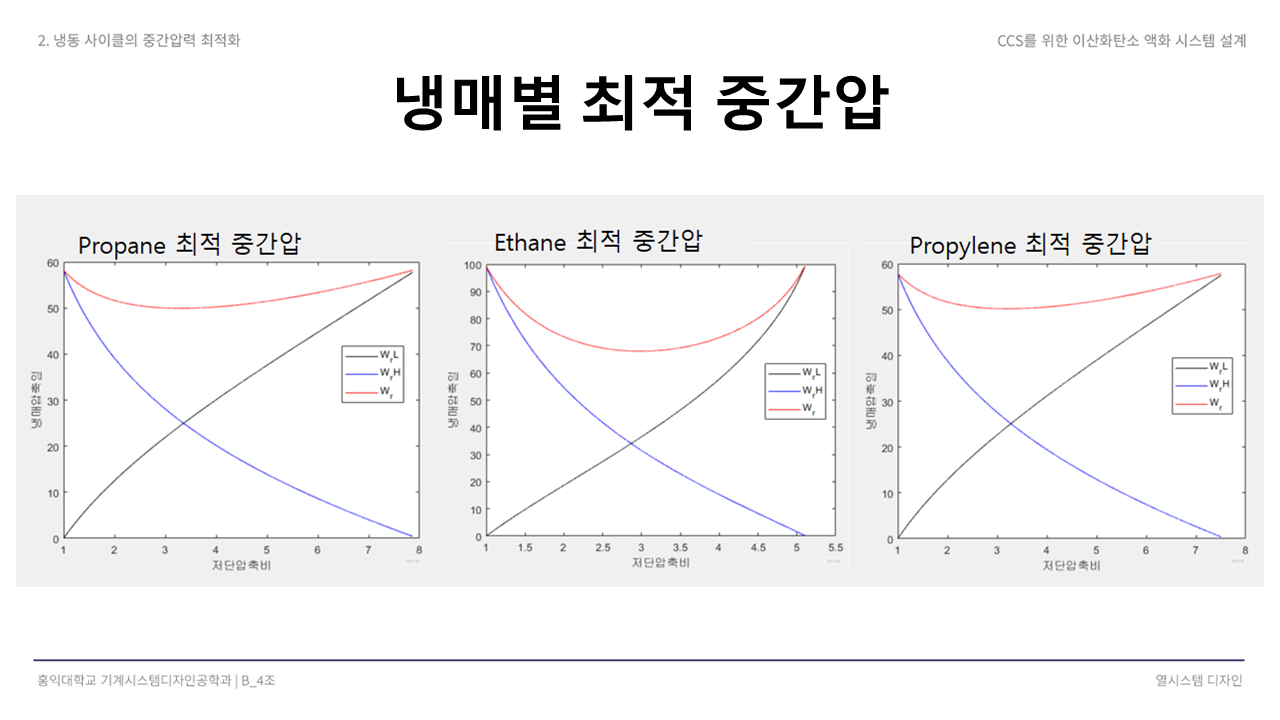 2. 냉동 사이클의 중간압력 최적화
CCS를 위한 이산화탄소 액화 시스템 설계
냉매별 최적 중간압
Propane 최적 중간압
60
50
40
30
20
10
0
1 2 3 4 5 6 7 8
냉매압축일
저단압축비
WrL
WrH
Wr
Ethane 최적 중간압
100
90
80
70
60
50
40
30
20
10
0
1 1.5 2 2.5 3 3.5 4 4.5 5 5.5
냉매압축일
저단압축비
WrL
WrH
Wr
Propylene 최적 중간압
60
50
40
30
20
10
0
1 2 3 4 5 6 7 8
냉매압축일
저단압축비
WrL
WrH
Wr
홍익대학교 기계시스템디자인공학과 | B_4조
열시스템 디자인